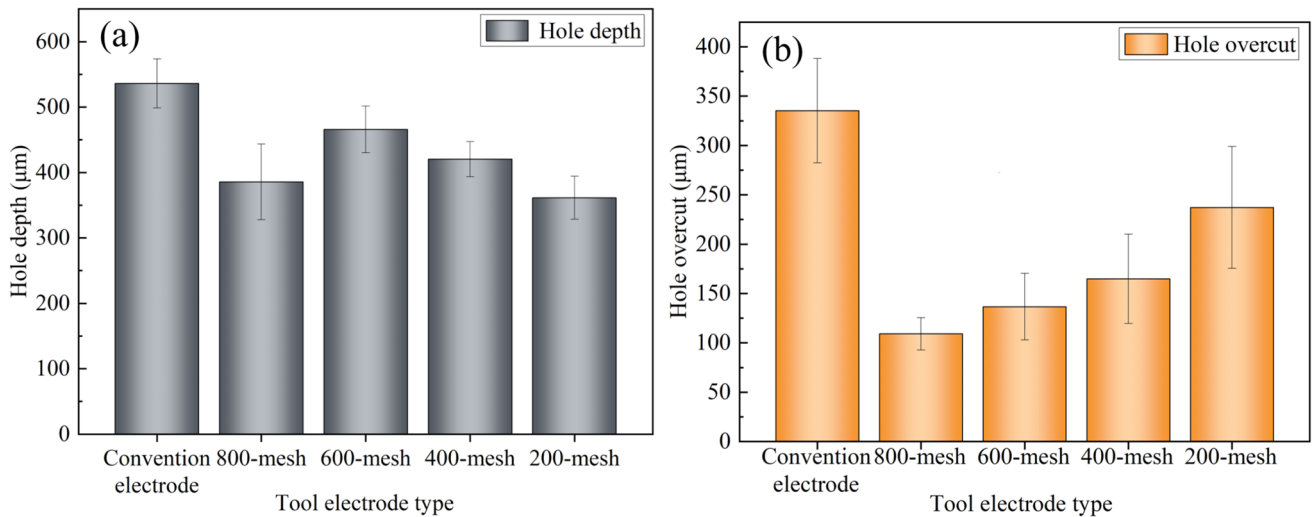 (a)
Hole depth
600
500
400
300
200
100
0
Hole depth (μm)
Convention electrode
800-mesh
600-mesh
400-mesh
200-mesh
Tool electrode type
(b)
Hole overcut
400
350
300
250
200
150
100
50
0
Hole overcut (μm)
Convention electrode
800-mesh
600-mesh
400-mesh
200-mesh
Tool electrode type